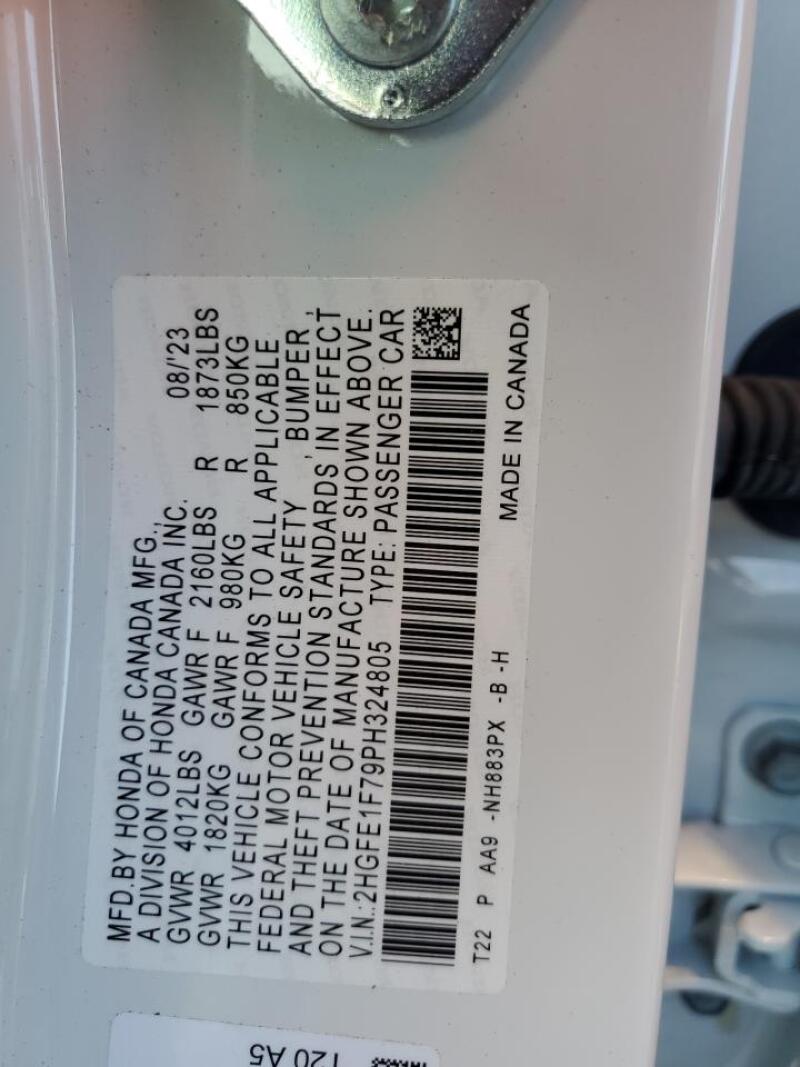 MFD.BY HONDA OF CANADA MFG.,
A DIVISION OF HONDA CANADA INC. 08/'23
GVWR 4012LBS GAWR F 2160LBS R 1873LBS
GVWR 1820KG GAWR F 980KG R 850KG
THIS VEHICLE CONFORMS TO ALL APPLICABLE
FEDERAL MOTOR VEHICLE SAFETY , BUMPER ,
AND THEFT PREVENTION STANDARDS IN EFFECT
ON THE DATE OF MANUFACTURE SHOWN ABOVE.
V.I.N.:2HGFE1F79PH324805 TYPE: PASSENGER CAR
T22 P AA9 -NH883PX -B -H
MADE IN CANADA
T20 A5